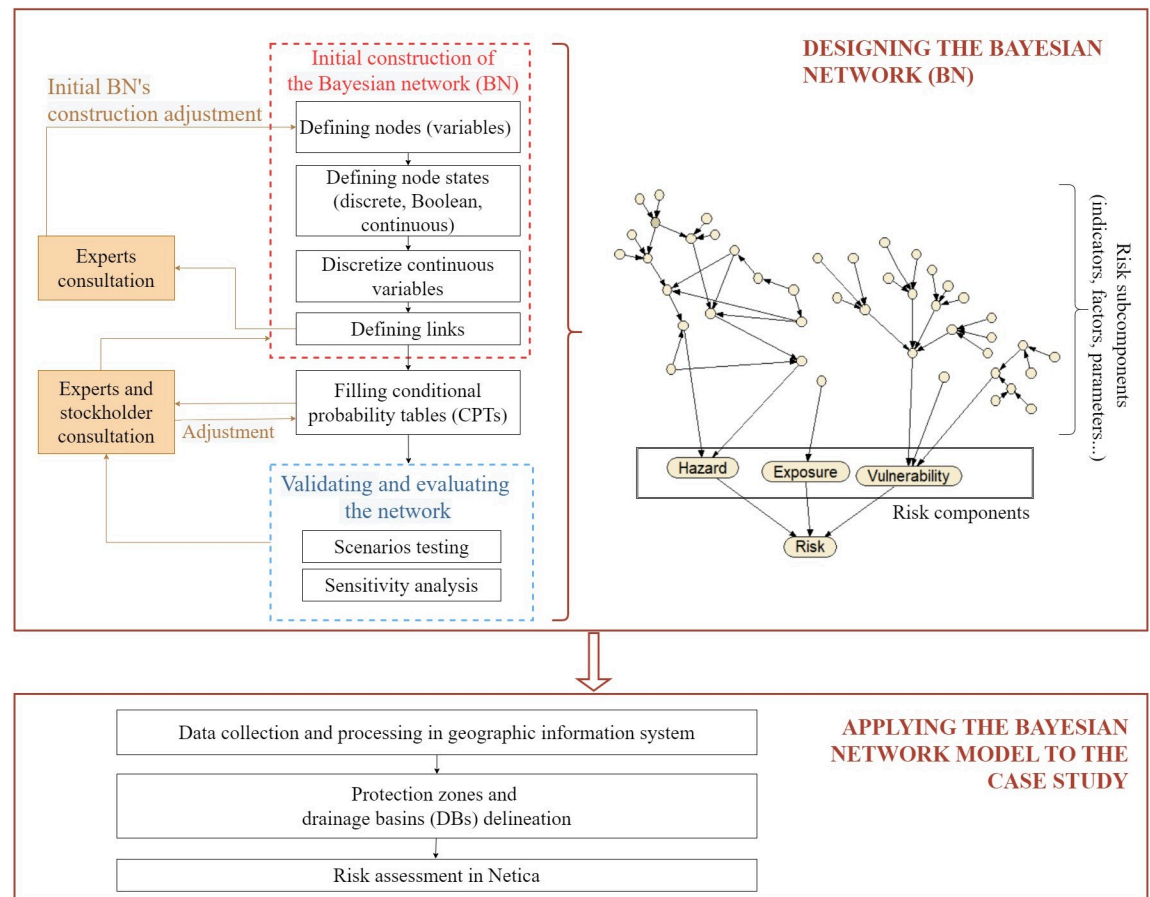 DESIGNING THE BAYESIAN
NETWORK (BN)
Initial construction of
the Bayesian network (BN)
Initial BN's
construction adjustment
Defining nodes (variables)
Defining node states
(discrete, Boolean,
continuous)
Experts
consultation
Discretize continuous
variables
Defining links
Experts and
stockholder
consultation
Adjustment
Filling conditional
probability tables (CPTs)
Validating and evaluating
the network
Scenarios testing
Sensitivity analysis
Risk subcomponents
(indicators, factors, parameters....)
Hazard
Exposure
Vulnerability
Risk components
Risk
APPLYING THE BAYESIAN
NETWORK MODEL TO THE
CASE STUDY
Data collection and processing in geographic information system
Protection zones and
drainage basins (DBs) delineation
Risk assessment in Netica